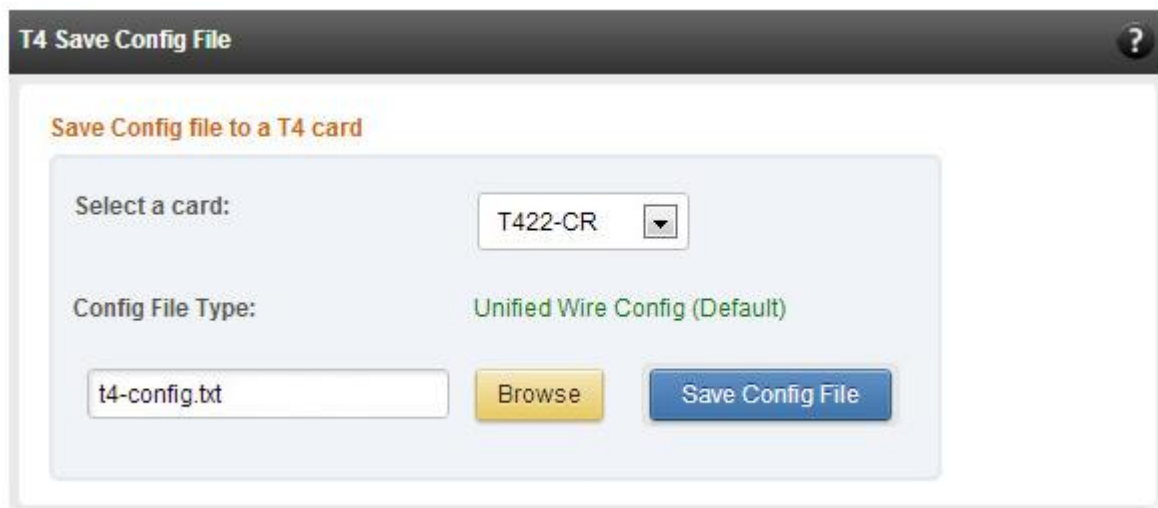 T4 Save Config File ?
Save Config file to a T4 card
Select a card: T422-CR
Config File Type: Unified Wire Config (Default)
t4-config.txt Browse Save Config File